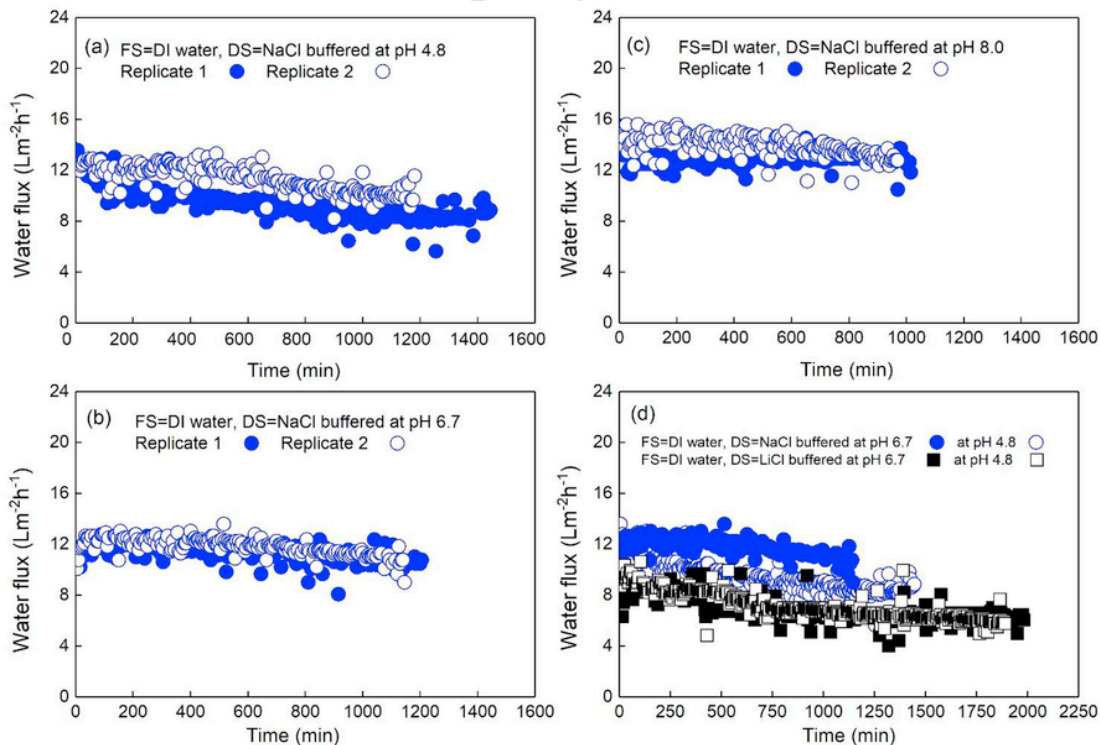 (a)
FS=DI water, DS=NaCl buffered at pH 4.8
Replicate 1 Replicate 2
24
20
16
12
8
4
0
Water flux (Lm-2h-1)
0 200 400 600 800 1000 1200 1400 1600
Time (min)
(c)
FS=DI water, DS=NaCl buffered at pH 8.0
Replicate 1 Replicate 2
24
20
16
12
8
4
0
Water flux (Lm-2h-1)
0 200 400 600 800 1000 1200 1400 1600
Time (min)
(b)
FS=DI water, DS=NaCl buffered at pH 6.7
Replicate 1 Replicate 2
24
20
16
12
8
4
0
Water flux (Lm-2h-1)
0 200 400 600 800 1000 1200 1400 1600
Time (min)
(d)
FS=DI water, DS=NaCl buffered at pH 6.7 at pH 4.8
FS=DI water, DS=LiCl buffered at pH 6.7 at pH 4.8
24
20
16
12
8
4
0
Water flux (Lm-2h-1)
0 250 500 750 1000 1250 1500 1750 2000 2250
Time (min)